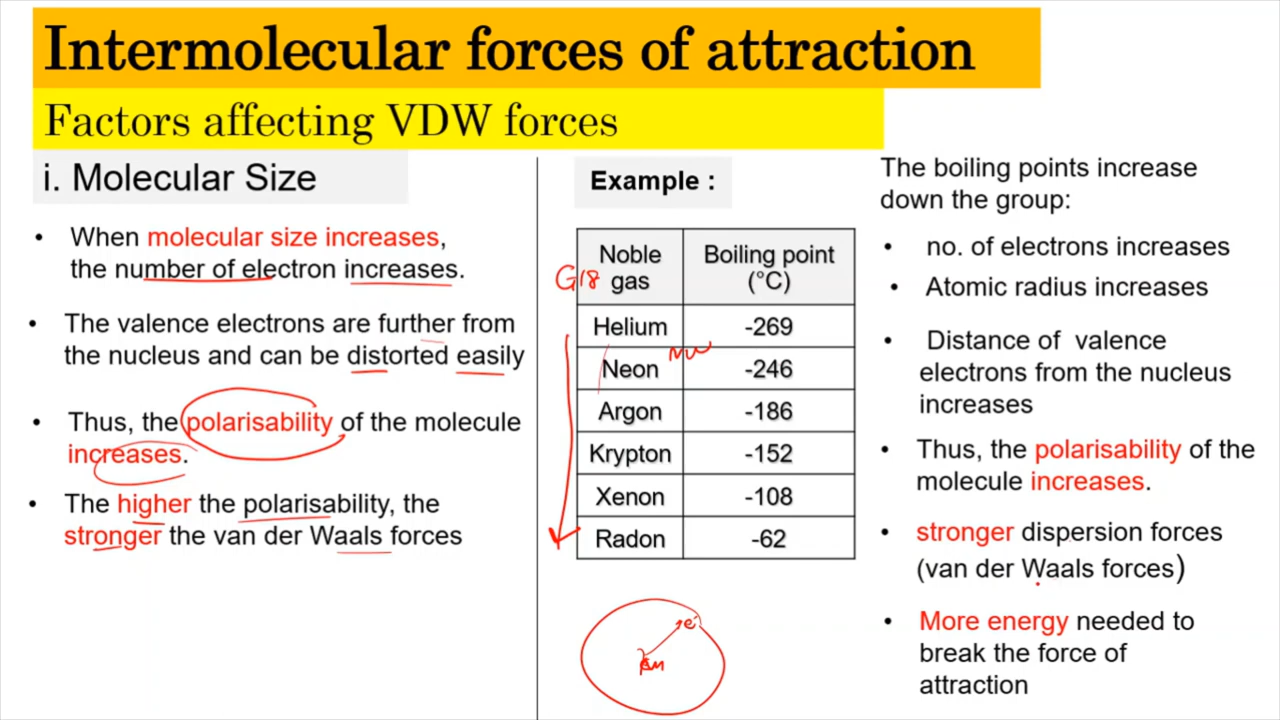 Intermolecular forces of attraction
Factors affecting VDW forces
i. Molecular Size
• When molecular size increases,
the number of electron increases.
• The valence electrons are further from
the nucleus and can be distorted easily
• Thus, the polarisability of the molecule
increases.
• The higher the polarisability, the
stronger the van der Waals forces
Example :
G18
Noble gas
Boiling point (°C)
Helium -269
Neon -246
Argon -186
Krypton -152
Xenon -108
Radon -62
e
The boiling points increase
down the group:
• no. of electrons increases
• Atomic radius increases
• Distance of valence
electrons from the nucleus
increases
• Thus, the polarisability of the
molecule increases.
• stronger dispersion forces
(van der Waals forces)
• More energy needed to
break the force of
attraction